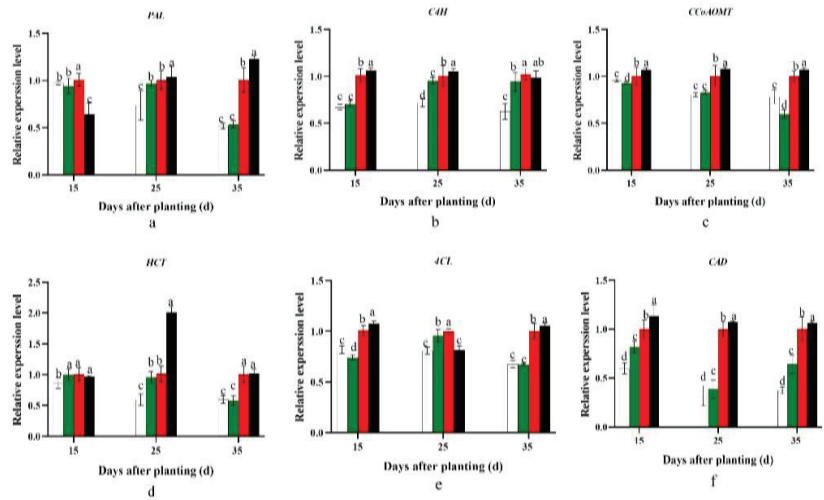 PAL
Relative experssion level
1.5
1.0
0.5
0.0
b b a c
c b b a
c c b a
15 25 35
Days after planting (d)
a
C4H
Relative experssion level
1.5
1.0
0.5
0.0
c c b a
d c b a
c b a ab
15 25 35
Days after planting (d)
b
CCoAOMT
Relative experssion level
1.5
1.0
0.5
0.0
c d b a
c c b a
c d b a
15 25 35
Days after planting (d)
c
HCT
Relative experssion level
2.5
2.0
1.5
1.0
0.5
0.0
b a a a
c b b a
c c a a
15 25 35
Days after planting (d)
d
4CL
Relative experssion level
1.5
1.0
0.5
0.0
c d b a
c b a c
c c b a
15 25 35
Days after planting (d)
e
CAD
Relative experssion level
1.5
1.0
0.5
0.0
d c b a
c c b a
d c b a
15 25 35
Days after planting (d)
f